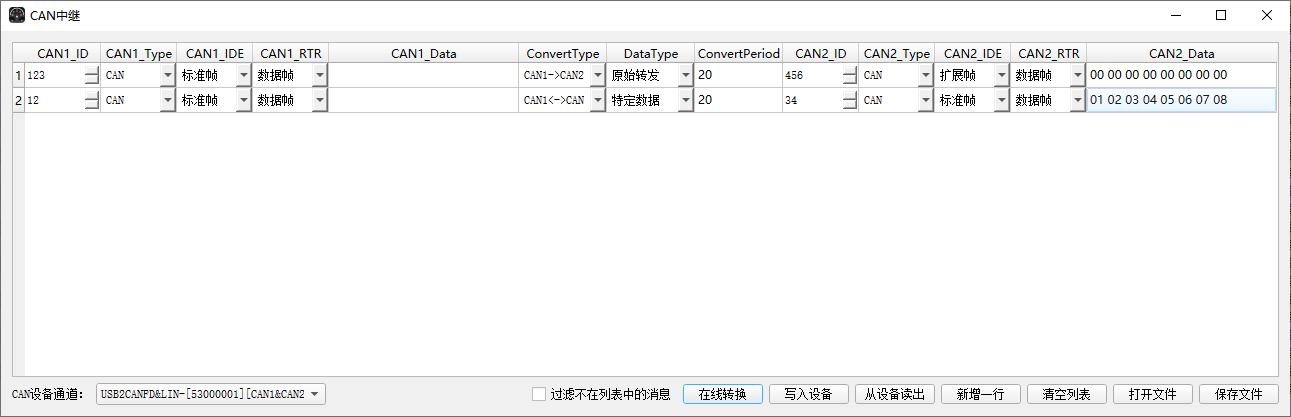 CAN中继
CAN1_ID CAN1_Type CAN1_IDE CAN1_RTR CAN1_Data ConvertType DataType ConvertPeriod CAN2_ID CAN2_Type CAN2_IDE CAN2_RTR CAN2_Data
1 123 CAN 标准帧 数据帧 CAN1->CAN2 原始转发 20 456 CAN 扩展帧 数据帧 00 00 00 00 00 00 00 00
2 12 CAN 标准帧 数据帧 CAN1<->CAN 特定数据 20 34 CAN 标准帧 数据帧 01 02 03 04 05 06 07 08
CAN设备通道: USB2CANFD&LIN-[53000001][CAN1&CAN2 过滤不在列表中的消息 在线转换 写入设备 从设备读出 新增一行 清空列表 打开文件 保存文件